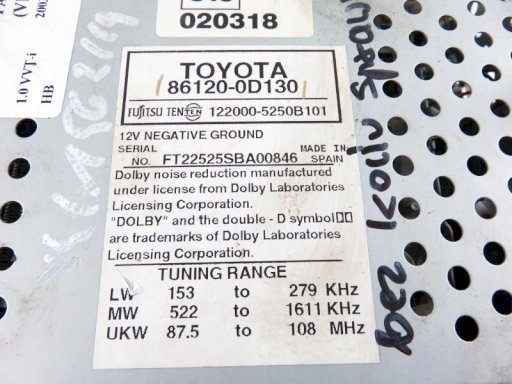 020318
1.0 VVT-i
HB
TOYOTA
86120-0D130
FUJITSU TEN TEN 122000-5250B101
12V NEGATIVE GROUND
SERIAL NO. FT22525SBA00846 MADE IN SPAIN
Dolby noise reduction manufactured
under license from Dolby Laboratories
Licensing Corporation.
"DOLBY" and the double - D symbol
are trademarks of Dolby Laboratories
Licensing Corporation.
TUNING RANGE
LW 153 to 279 KHz
MW 522 to 1611 KHz
UKW 87.5 to 108 MHz